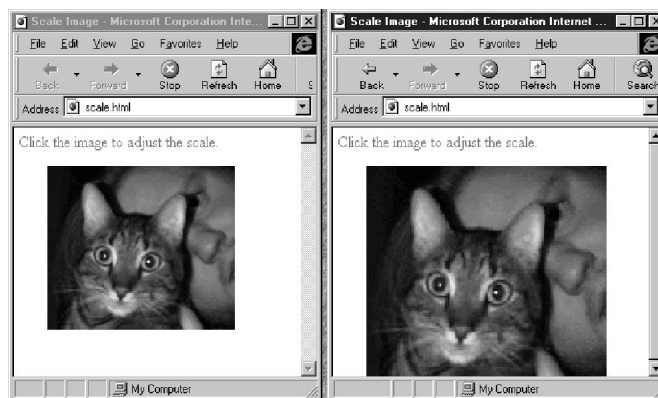 Scale Image - Microsoft Corporation Inte...
File Edit View Go Favorites Help
Back Forward Stop Refresh Home S
Address scale.html
Click the image to adjust the scale.
My Computer
Scale Image - Microsoft Corporation Internet ...
File Edit View Go Favorites Help
Back Forward Stop Refresh Home Search
Address scale.html
Click the image to adjust the scale.
My Computer